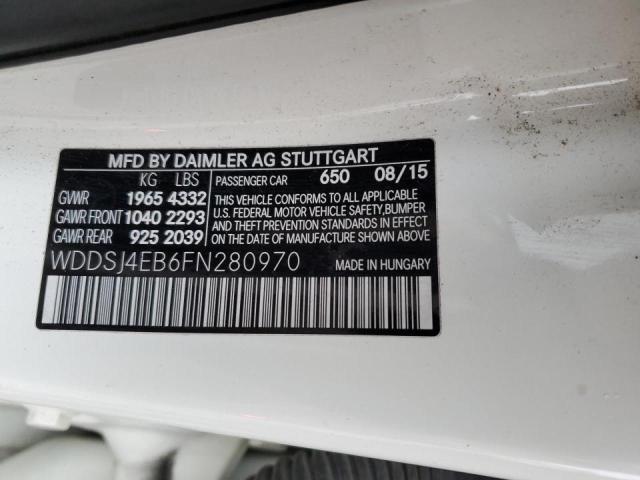 MFD BY DAIMLER AG STUTTGART
KG LBS PASSENGER CAR 650 08/15
GVWR 1965 4332 THIS VEHICLE CONFORMS TO ALL APPLICABLE
GAWR FRONT 1040 2293 U.S. FEDERAL MOTOR VEHICLE SAFETY,BUMPER
GAWR REAR 925 2039 AND THEFT PREVENTION STANDARDS IN EFFECT
ON THE DATE OF MANUFACTURE SHOWN ABOVE.
WDDSJ4EB6FN280970 MADE IN HUNGARY